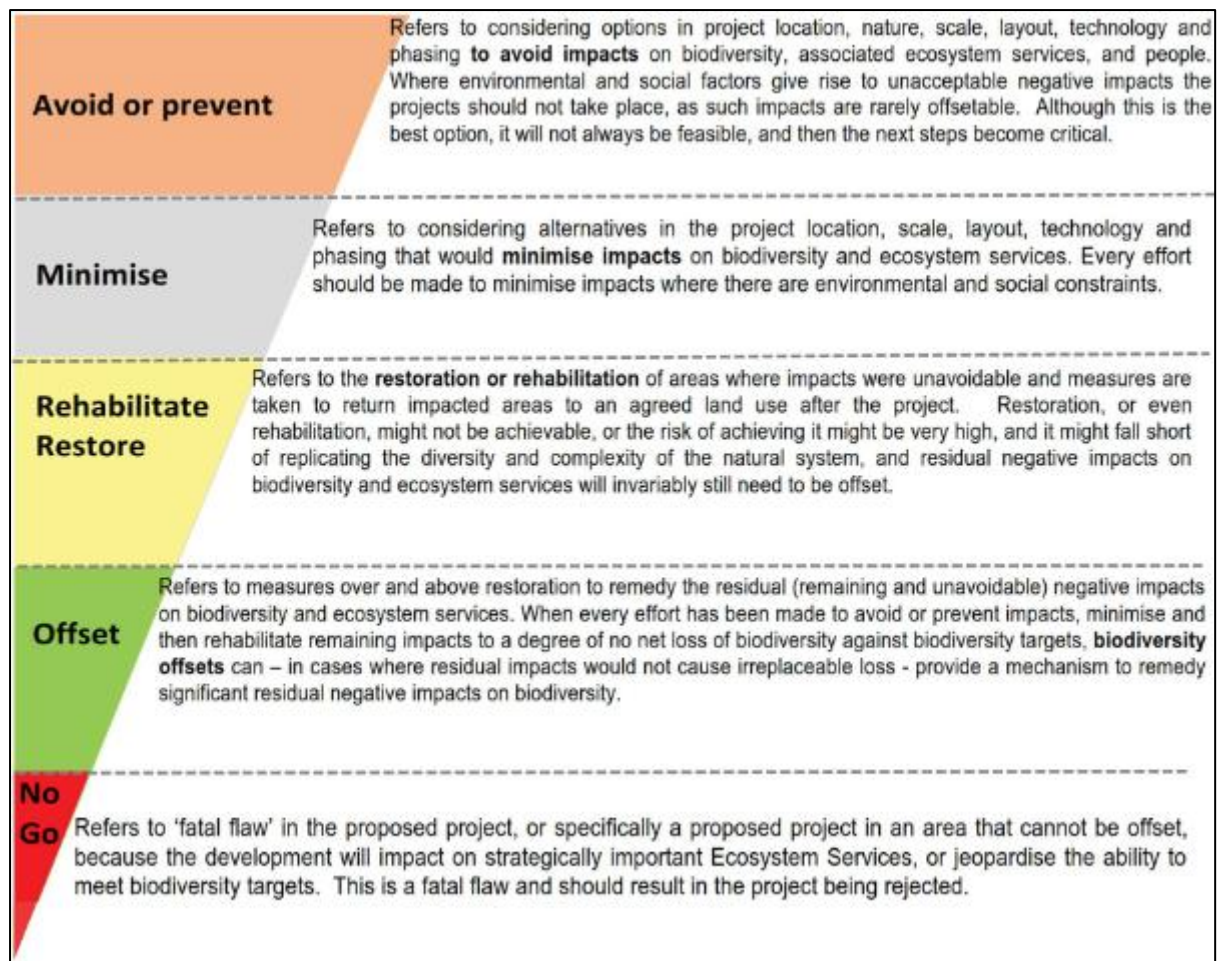 Refers to considering options in project location, nature, scale, layout, technology and
phasing to avoid impacts on biodiversity, associated ecosystem services, and people.
Where environmental and social factors give rise to unacceptable negative impacts the
projects should not take place, as such impacts are rarely offsetable. Although this is the
best option, it will not always be feasible, and then the next steps become critical.
Avoid or prevent
Refers to considering alternatives in the project location, scale, layout, technology and
phasing that would minimise impacts on biodiversity and ecosystem services. Every effort
should be made to minimise impacts where there are environmental and social constraints.
Minimise
Refers to the restoration or rehabilitation of areas where impacts were unavoidable and measures are
taken to return impacted areas to an agreed land use after the project. Restoration, or even
rehabilitation, might not be achievable, or the risk of achieving it might be very high, and it might fall short
of replicating the diversity and complexity of the natural system, and residual negative impacts on
biodiversity and ecosystem services will invariably still need to be offset.
Rehabilitate
Restore
Refers to measures over and above restoration to remedy the residual (remaining and unavoidable) negative impacts
on biodiversity and ecosystem services. When every effort has been made to avoid or prevent impacts, minimise and
then rehabilitate remaining impacts to a degree of no net loss of biodiversity against biodiversity targets, biodiversity
offsets can – in cases where residual impacts would not cause irreplaceable loss - provide a mechanism to remedy
significant residual negative impacts on biodiversity.
Offset
No
Go
Refers to ‘fatal flaw’ in the proposed project, or specifically a proposed project in an area that cannot be offset,
because the development will impact on strategically important Ecosystem Services, or jeopardise the ability to
meet biodiversity targets. This is a fatal flaw and should result in the project being rejected.